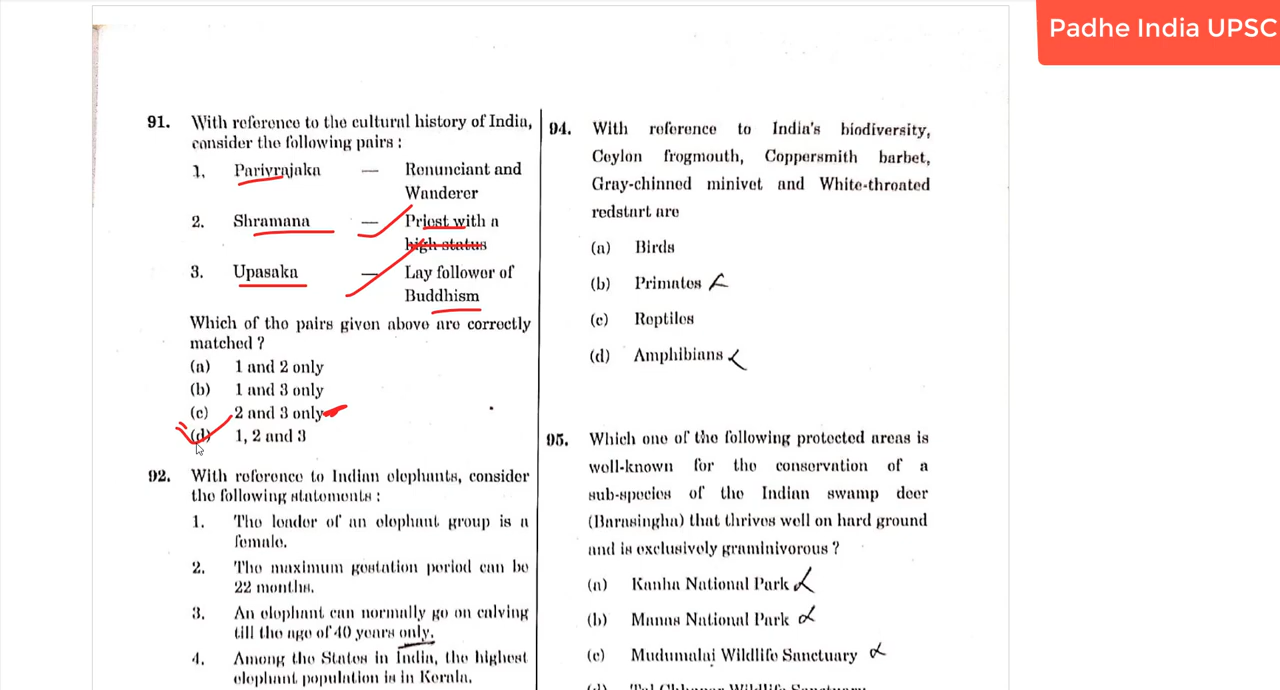 Padhe India UPSC
91. With reference to the cultural history of India,
consider the following pairs :
1. Parivrajaka — Renunciant and
Wanderer
2. Shramana — Priest with a
high status
3. Upasaka — Lay follower of
Buddhism
Which of the pairs given above are correctly
matched ?
(a) 1 and 2 only
(b) 1 and 3 only
(c) 2 and 3 only
(d) 1, 2 and 3
92. With reference to Indian elephants, consider
the following statements :
1. The leader of an elephant group is a
female.
2. The maximum gestation period can be
22 months.
3. An elephant can normally go on calving
till the age of 40 years only.
4. Among the States in India, the highest
elephant population is in Kerala.
94. With reference to India's biodiversity,
Ceylon frogmouth, Coppersmith barbet,
Gray-chinned minivet and White-throated
redstart are
(a) Birds
(b) Primates
(c) Reptiles
(d) Amphibians
95. Which one of the following protected areas is
well-known for the conservation of a
sub-species of the Indian swamp deer
(Barasingha) that thrives well on hard ground
and is exclusively graminivorous ?
(a) Kanha National Park
(b) Manas National Park
(c) Mudumalai Wildlife Sanctuary